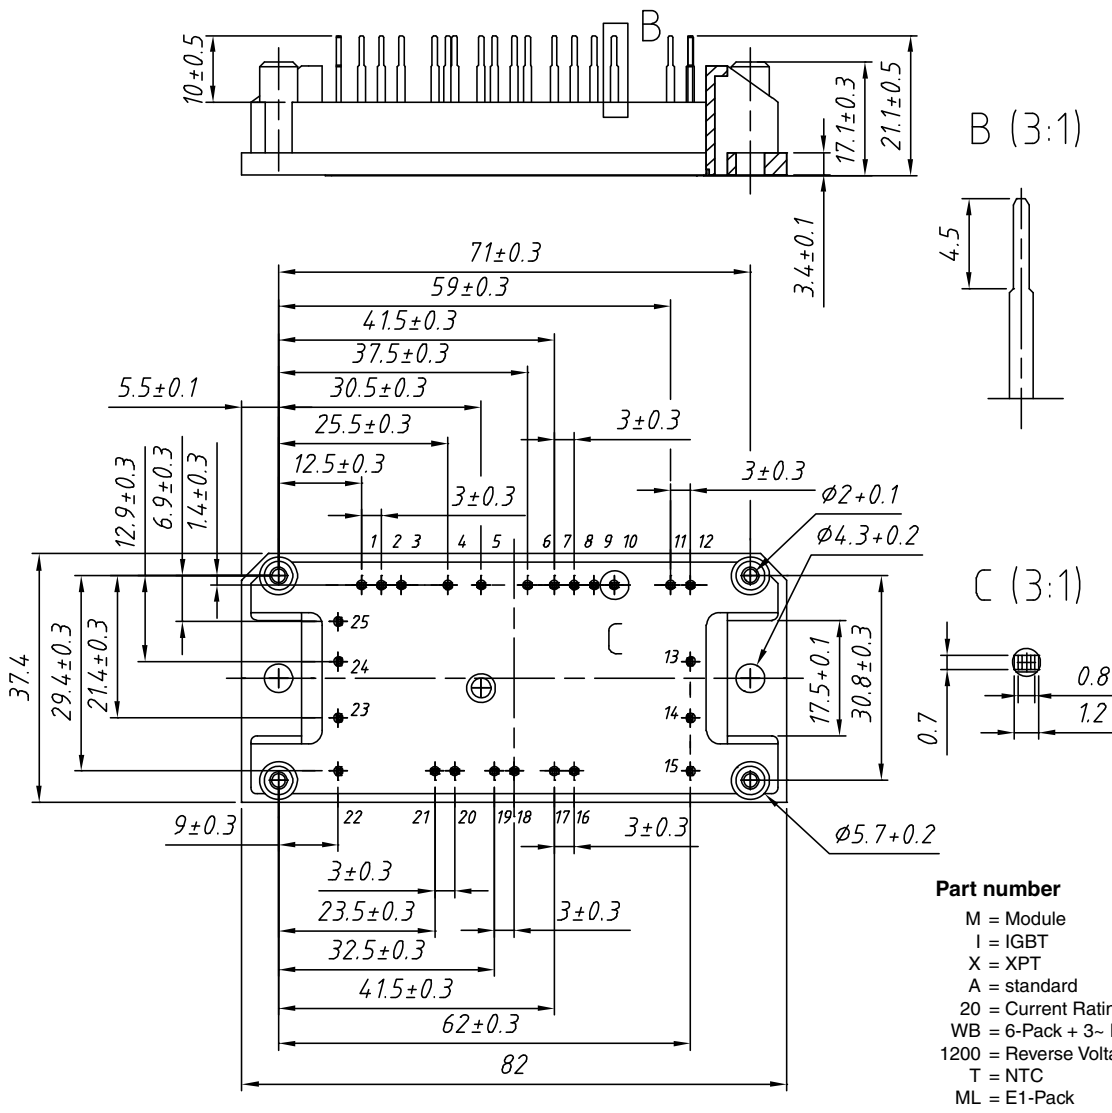 B
10±0.5
17.1±0.3
21.1±0.5
3.4±0.1
B (3:1)
4.5
71±0.3
59±0.3
41.5±0.3
37.5±0.3
5.5±0.1
30.5±0.3
25.5±0.3
3±0.3
12.5±0.3
3±0.3
3±0.3
12.9±0.3
6.9±0.3
1.4±0.3
Ø2+0.1
Ø4.3+0.2
1 2 3 4 5 6 7 8 9 10 11 12
C (3:1)
37.4
29.4±0.3
21.4±0.3
25
24
23
C
13
14
15
17.5+0.1
30.8±0.3
0.7
0.8
1.2
22 21 20 19 18 17 16
9±0.3
3±0.3
Ø5.7+0.2
3±0.3
23.5±0.3
3±0.3
32.5±0.3
41.5±0.3
62±0.3
82
Part number
M = Module
I = IGBT
X = XPT
A = standard
20 = Current
WB = 6-Pack + 3~
1200 = Reverse
T = NTC
ML = E1-Pack